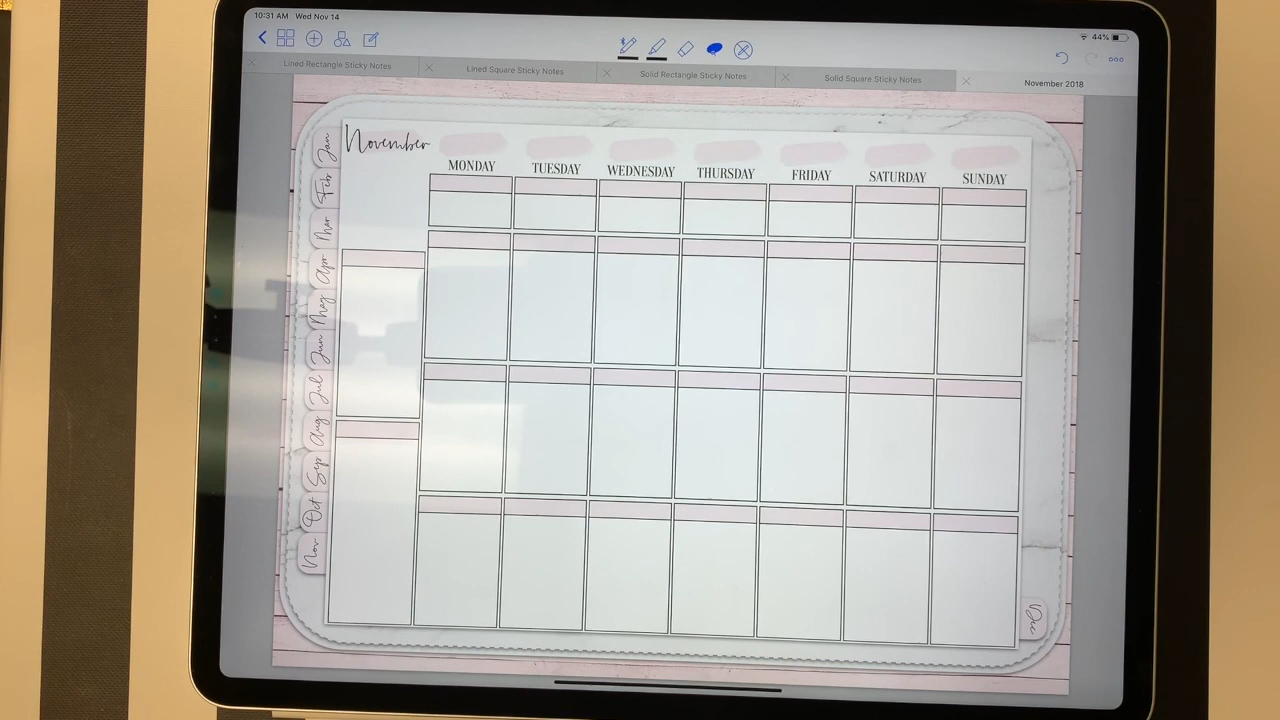 10:31 AM Wed Nov 14
44%
Lined Rectangle Sticky Notes
Lined Square Sticky Notes
Solid Rectangle Sticky Notes
Solid Square Sticky Notes
November 2018
November
MONDAY TUESDAY WEDNESDAY THURSDAY FRIDAY SATURDAY SUNDAY
Jan
Feb
Mar
Apr
May
Jun
Jul
Aug
Sep
Oct
Nov
Dec